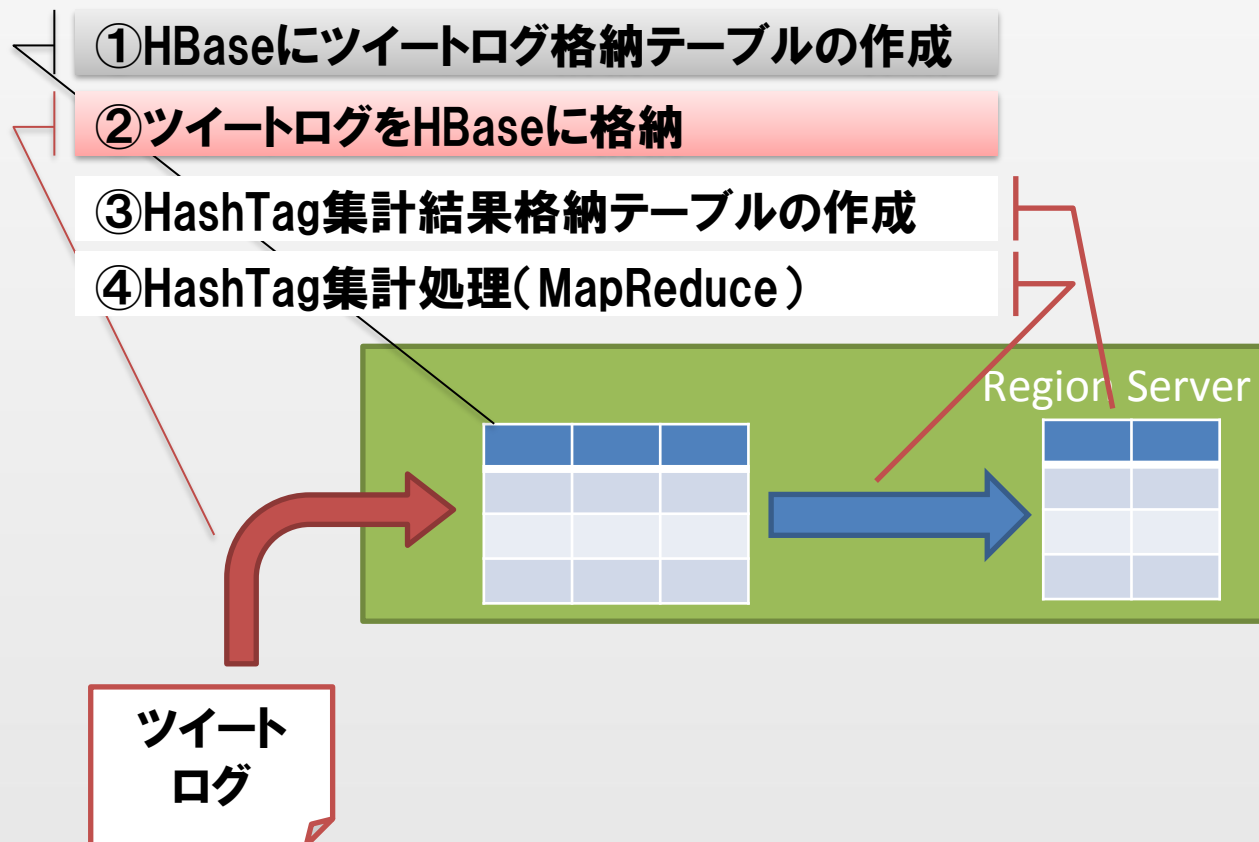 ①HBaseにツイートログ格納テーブルの作成
②ツイートログをHBaseに格納
③HashTag集計結果格納テーブルの作成
④HashTag集計処理(MapReduce)
Region Server
ツイート
ログ